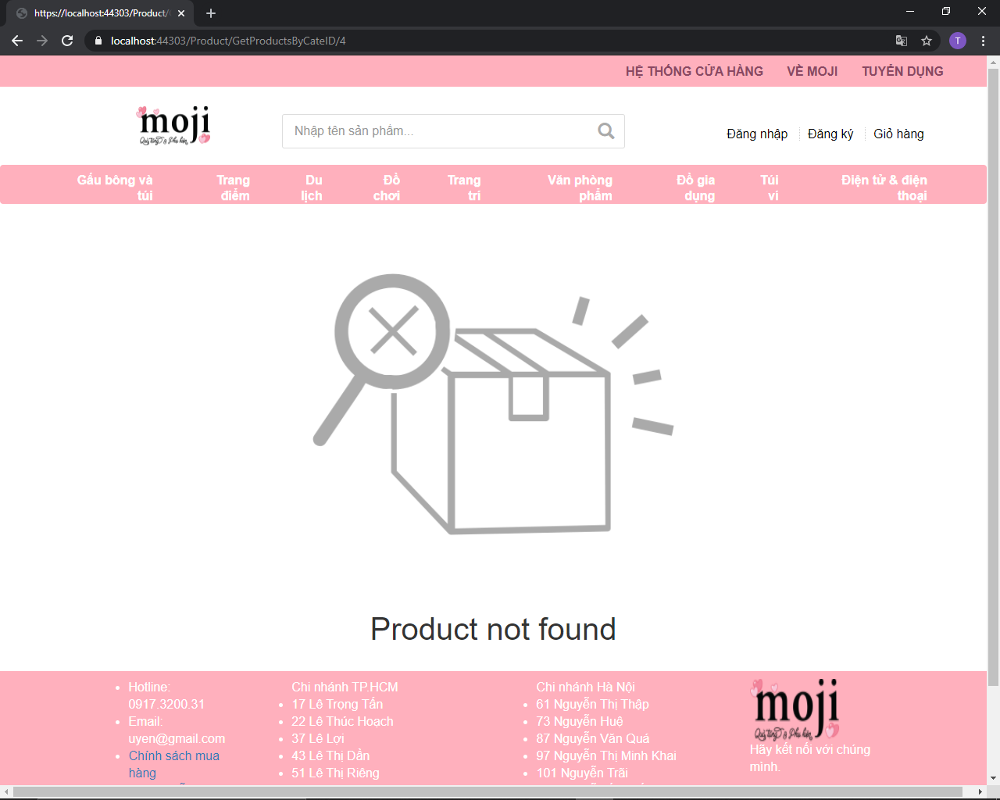 https://localhost:44303/Product/
localhost:44303/Product/GetProductsByCateID/4
T
HỆ THỐNG CỬA HÀNG VỀ MOJI TUYỂN DỤNG
moji
Quà tặng & Phụ kiện
Nhập tên sản phẩm...
Đăng nhập Đăng ký Giỏ hàng
Gấu bông và túi
Trang điểm
Du lịch
Đồ chơi
Trang trí
Văn phòng phẩm
Đồ gia dụng
Túi ví
Điện tử & điện thoại
Product not found
Hotline:
0917.3200.31
Email:
uyen@gmail.com
Chính sách mua
hàng
Chi nhánh TP.HCM
17 Lê Trọng Tấn
22 Lê Thúc Hoạch
37 Lê Lợi
43 Lê Thị Dẩn
51 Lê Thị Riêng
Chi nhánh Hà Nội
61 Nguyễn Thị Thập
73 Nguyễn Huệ
87 Nguyễn Văn Quá
97 Nguyễn Thị Minh Khai
101 Nguyễn Trãi
moji
Quà tặng & Phụ kiện
Hãy kết nối với chúng
mình.